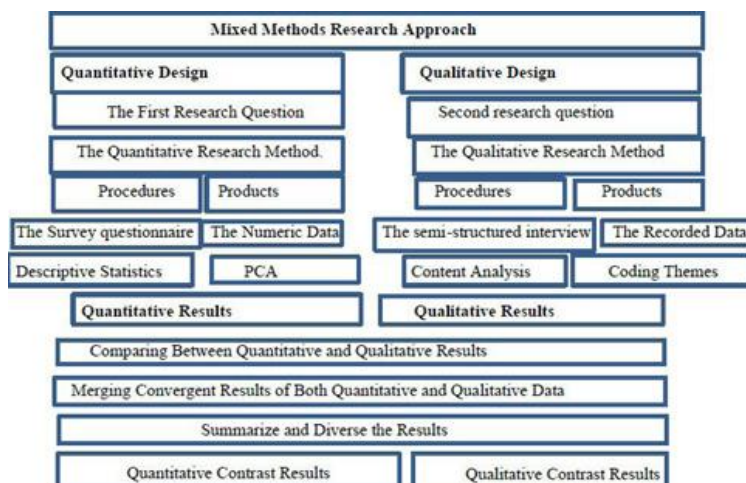 Mixed Methods Research Approach
Quantitative Design
Qualitative Design
The First Research Question
Second research question
The Quantitative Research Method.
The Qualitative Research Method
Procedures
Products
Procedures
Products
The Survey questionnaire
The Numeric Data
The semi-structured interview
The Recorded Data
Descriptive Statistics
PCA
Content Analysis
Coding Themes
Quantitative Results
Qualitative Results
Comparing Between Quantitative and Qualitative Results
Merging Convergent Results of Both Quantitative and Qualitative Data
Summarize and Diverse the Results
Quantitative Contrast Results
Qualitative Contrast Results